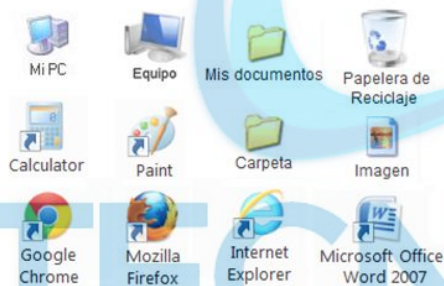 Mi PC
Equipo
Mis documentos
Papelera de
Reciclaje
Calculator
Paint
Carpeta
Imagen
Google
Chrome
Mozilla
Firefox
Internet
Explorer
Microsoft Office
Word 2007